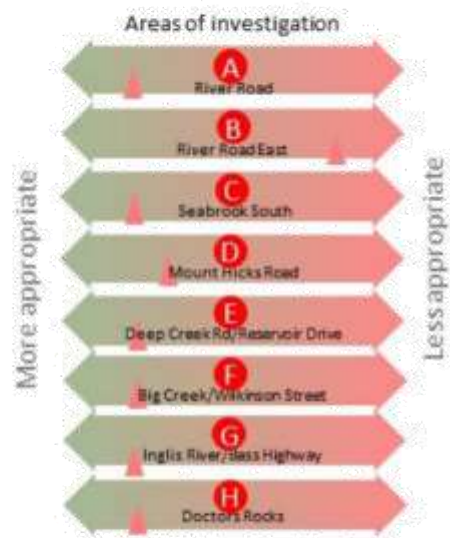 Areas of investigation
A
River Road
B
River Road East
C
Seabrook South
D
Mount Hicks Road
E
Deep Creek Rd/Reservoir Drive
F
Big Creek/Wilkinson Street
G
Inglis River/Bass Highway
H
Doctors Rocks
More appropriate
Less appropriate